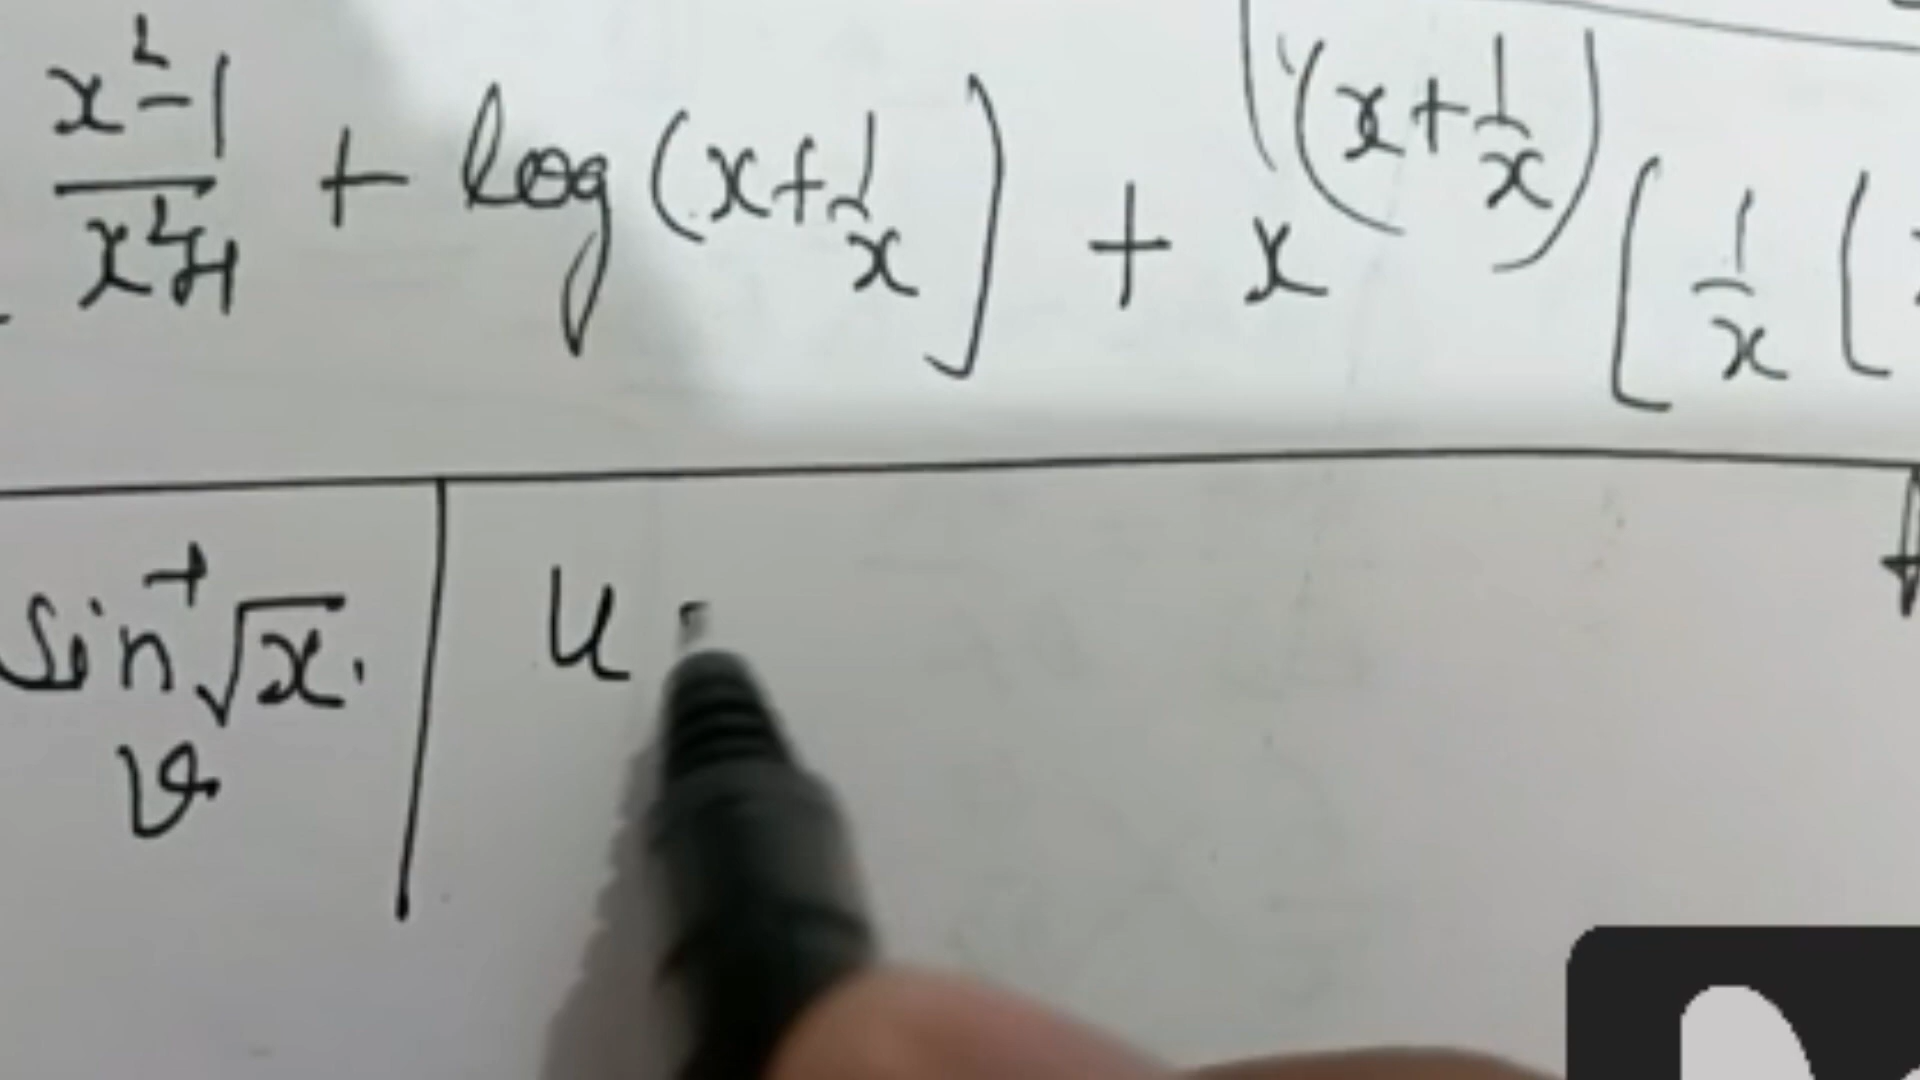 x²-1/x²+1 + log(x+1/x] + x^(x+1/x) [1/x (
sin⁻¹√x. | u
v